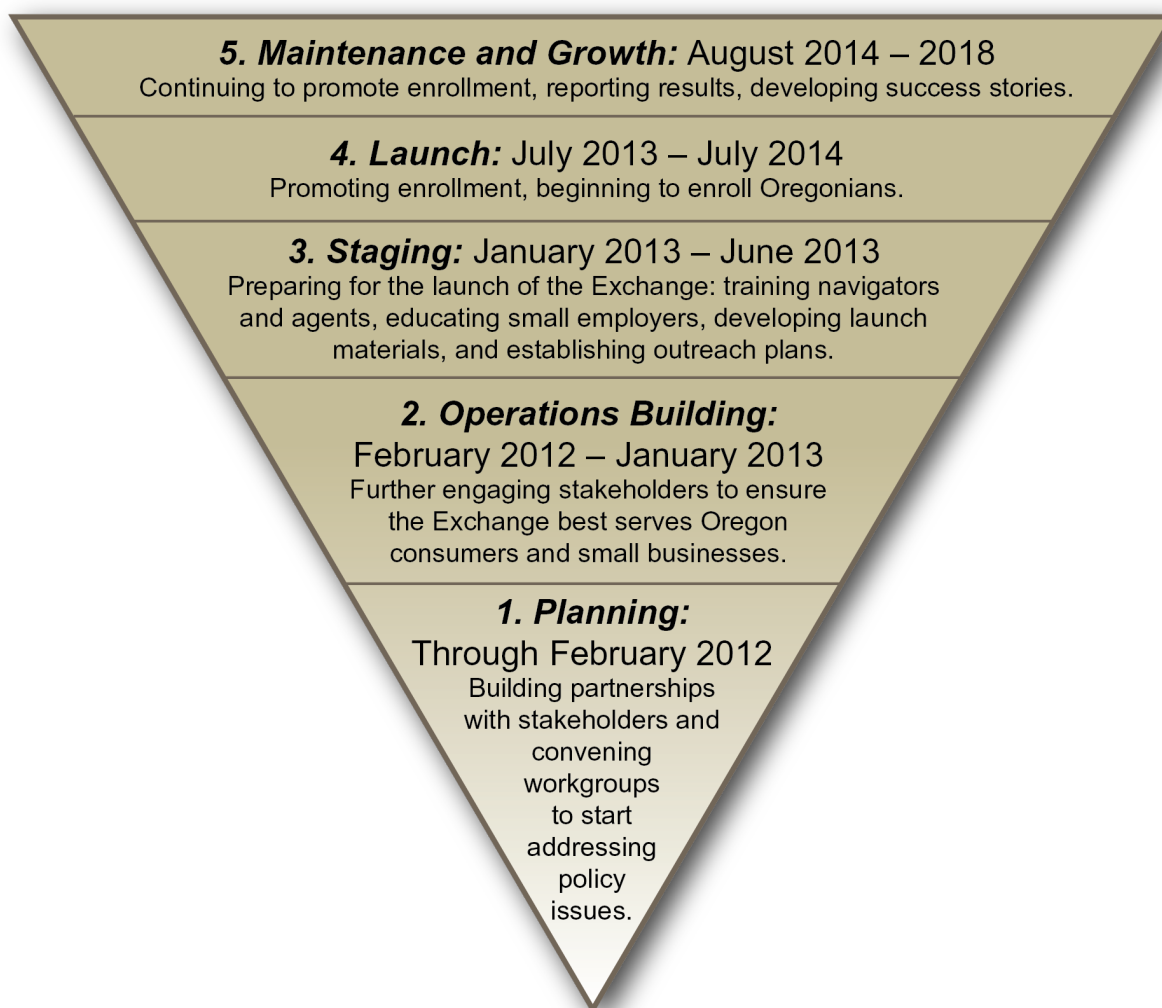 5. Maintenance and Growth: August 2014 – 2018
Continuing to promote enrollment, reporting results, developing success stories.
4. Launch: July 2013 – July 2014
Promoting enrollment, beginning to enroll Oregonians.
3. Staging: January 2013 – June 2013
Preparing for the launch of the Exchange: training navigators
and agents, educating small employers, developing launch
materials, and establishing outreach plans.
2. Operations Building:
February 2012 – January 2013
Further engaging stakeholders to ensure
the Exchange best serves Oregon
consumers and small businesses.
1. Planning:
Through February 2012
Building partnerships
with stakeholders and
convening
workgroups
to start
addressing
policy
issues.